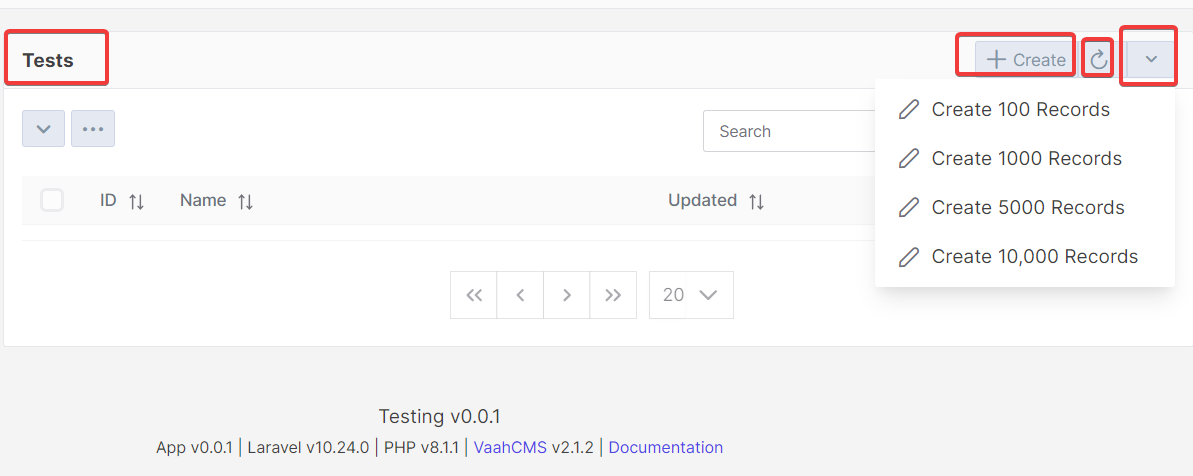 Tests
Create
Create 100 Records
Search
Create 1000 Records
ID Name Updated
Create 5000 Records
Create 10,000 Records
20
Testing v0.0.1
App v0.0.1 | Laravel v10.24.0 | PHP v8.1.1 | VaahCMS v2.1.2 | Documentation